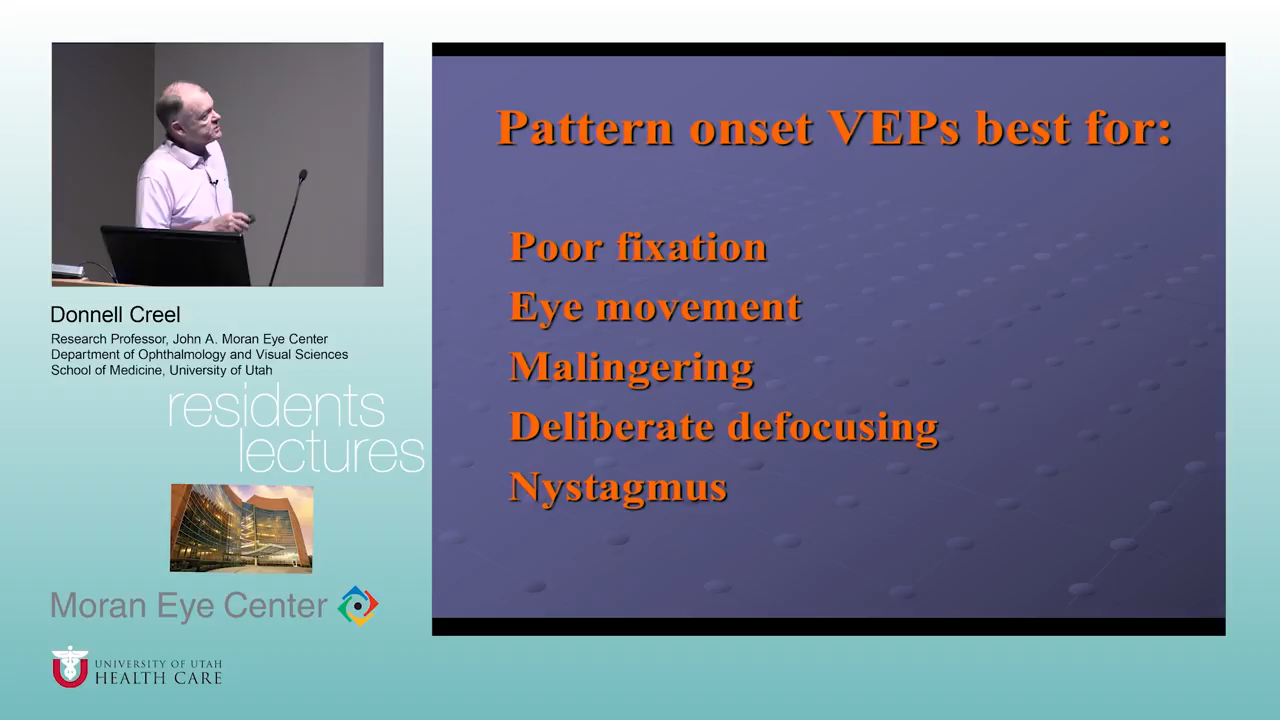 Pattern onset VEPs best for:
Poor fixation
Eye movement
Malingering
Deliberate defocusing
Nystagmus
Donnell Creel
Research Professor, John A. Moran Eye Center
Department of Ophthalmology and Visual Sciences
School of Medicine, University of Utah
residents
lectures
Moran Eye Center
UNIVERSITY OF UTAH
HEALTH CARE